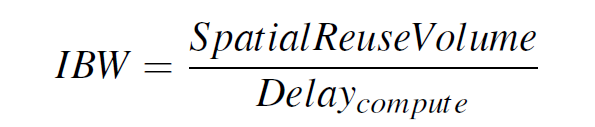 IBW = SpatialReuseVolume / Delay_compute